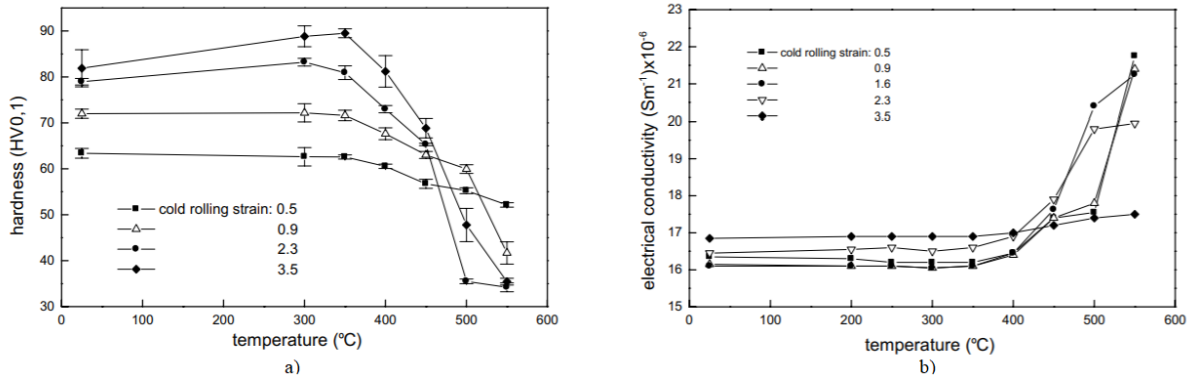 hardness (HV0,1)
90
80
70
60
50
40
30
cold rolling strain: 0.5
0.9
2.3
3.5
0 100 200 300 400 500 600
temperature (ºC)
a)
electrical conductivity (Sm⁻¹)x10⁻⁶
23
22
21
20
19
18
17
16
15
cold rolling strain: 0.5
0.9
1.6
2.3
3.5
0 100 200 300 400 500 600
temperature (ºC)
b)